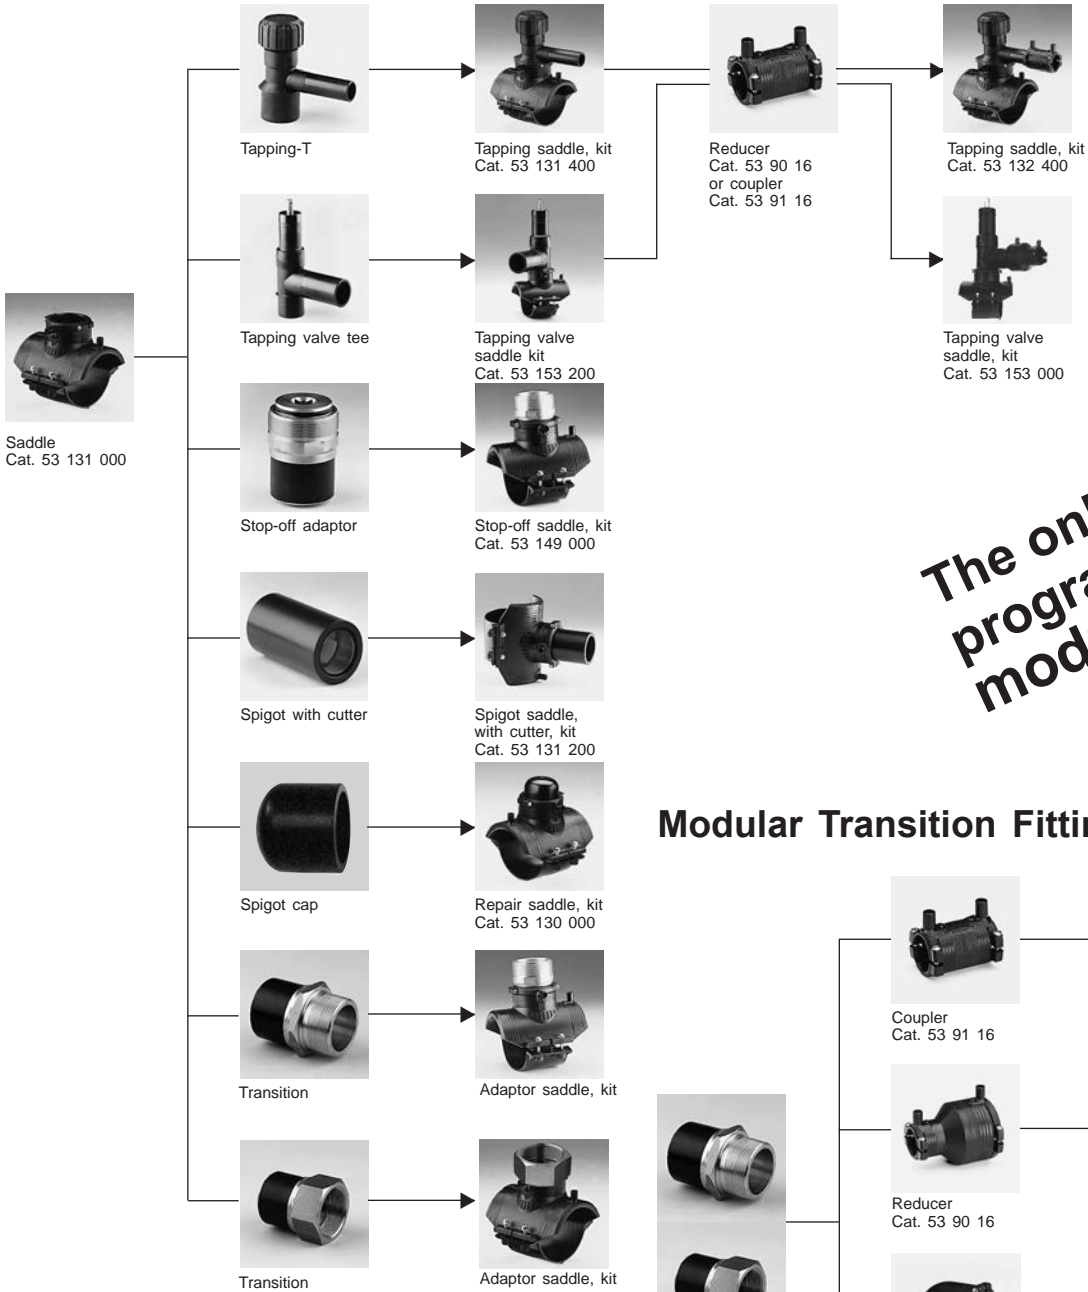 Tapping-T
Tapping saddle, kit
Cat. 53 131 400
Reducer
Cat. 53 90 16
or coupler
Cat. 53 91 16
Tapping saddle, kit
Cat. 53 132 400
Tapping valve tee
Tapping valve
saddle kit
Cat. 53 153 200
Tapping valve
saddle, kit
Cat. 53 153 000
Saddle
Cat. 53 131 000
Stop-off adaptor
Stop-off saddle, kit
Cat. 53 149 000
The
Spigot with cutter
Spigot saddle,
with cutter, kit
Cat. 53 131 200
Spigot cap
Repair saddle, kit
Cat. 53 130 000
Modular Transition
Coupler
Cat. 53 91 16
Transition
Adaptor saddle, kit
Reducer
Cat. 53 90 16
Transition
Adaptor saddle, kit